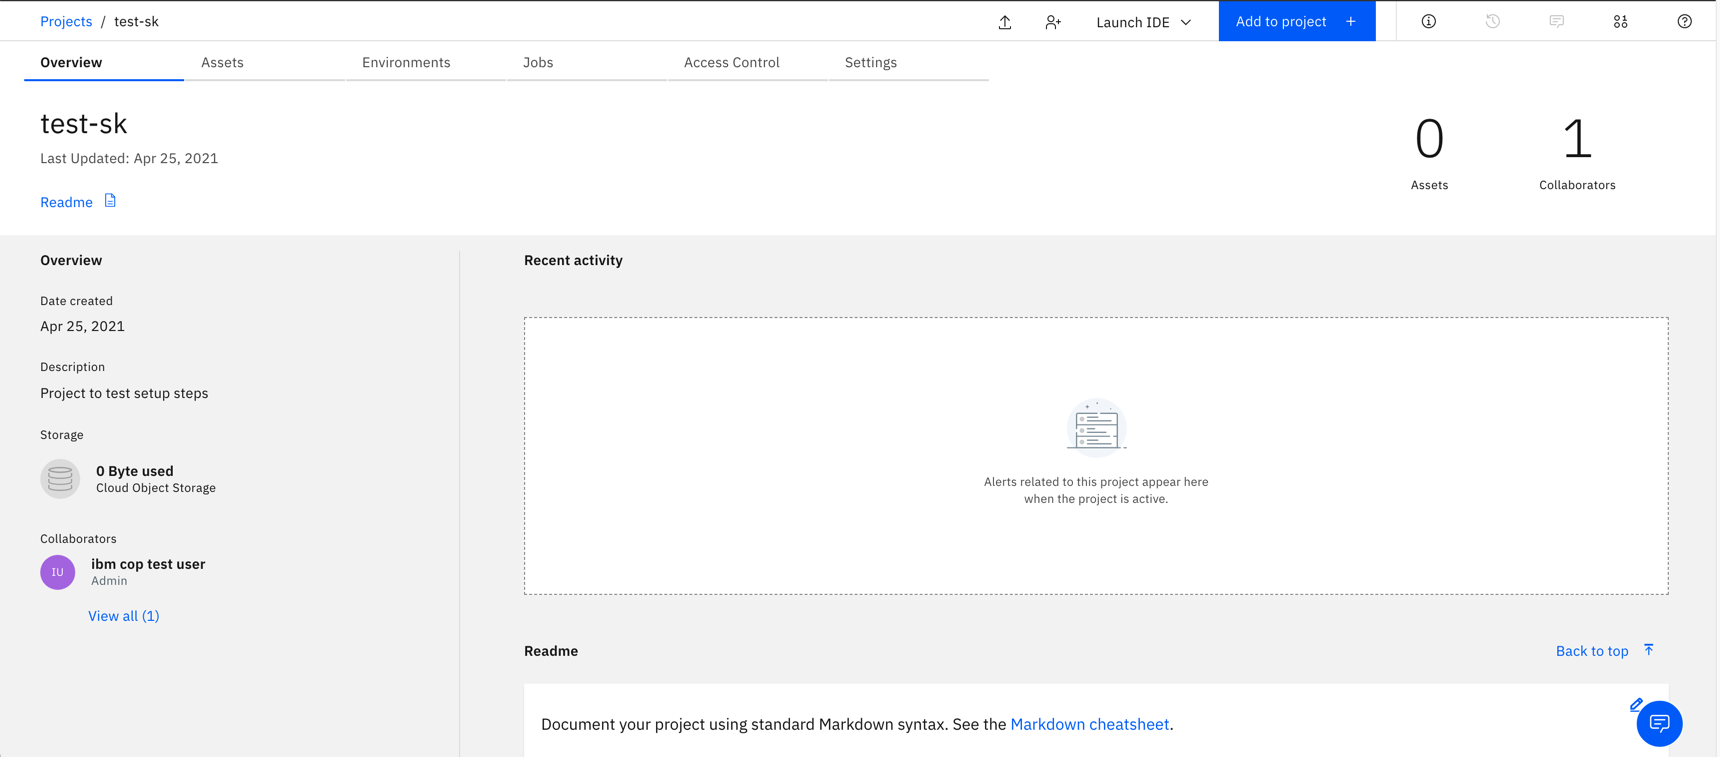 Projects / test-sk
Launch IDE
Add to project +
Overview
Assets
Environments
Jobs
Access Control
Settings
test-sk
Last Updated: Apr 25, 2021
Readme
0
Assets
1
Collaborators
Overview
Date created
Apr 25, 2021
Description
Project to test setup steps
Storage
0 Byte used
Cloud Object Storage
Collaborators
IU
ibm cop test user
Admin
View all (1)
Recent activity
Alerts related to this project appear here
when the project is active.
Readme
Back to top
Document your project using standard Markdown syntax. See the Markdown cheatsheet.